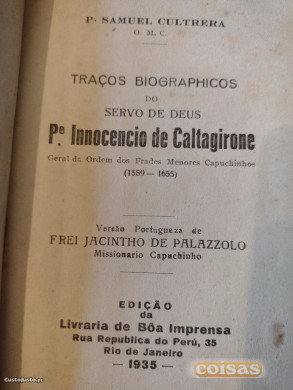 P.ᵉ SAMUEL CULTRERA
O. M. C.
TRAÇOS BIOGRAPHICOS
DO
SERVO DE DEUS
P.ᵉ Innocencio de Caltagirone
Geral da Ordem dos Frades Menores Capuchinhos
(1589 — 1655)
Versão Portugueza de
FREI JACINTHO DE PALAZZOLO
Missionario Capuchinho
EDIÇÃO
da
Livraria de Bôa Imprensa
Rua Republica do Perú, 35
Rio de Janeiro
—1935—
CustoJusto.pt
coisas